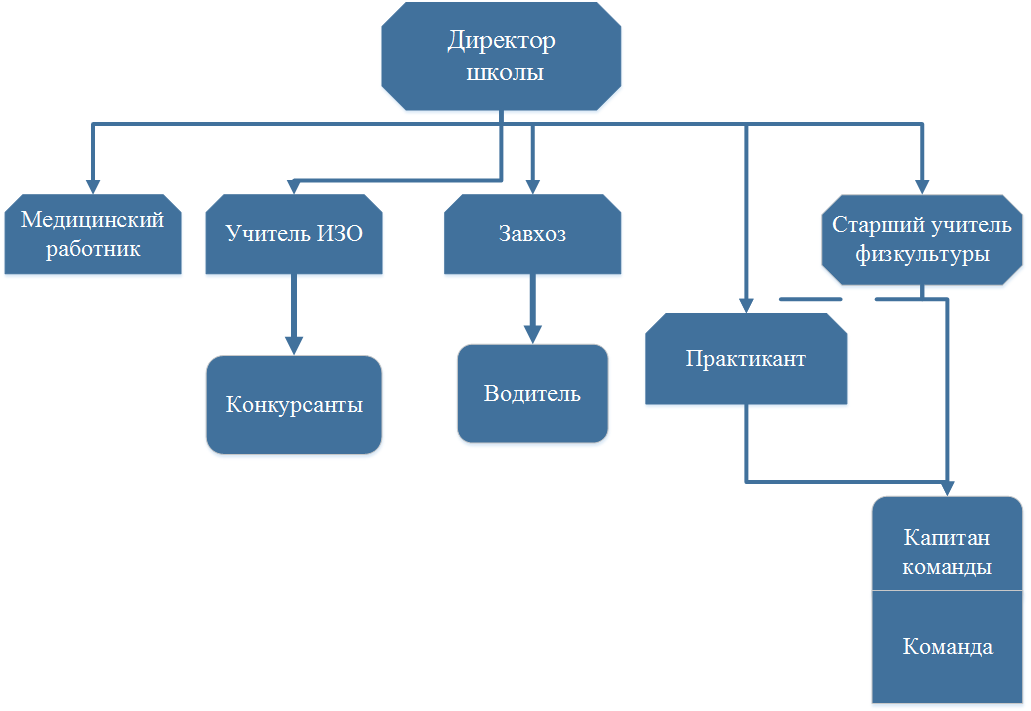 Директор
школы
Медицинский
работник
Учитель ИЗО
Завхоз
Старший учитель
физкультуры
Практикант
Конкурсанты
Водитель
Капитан
команды
Команда